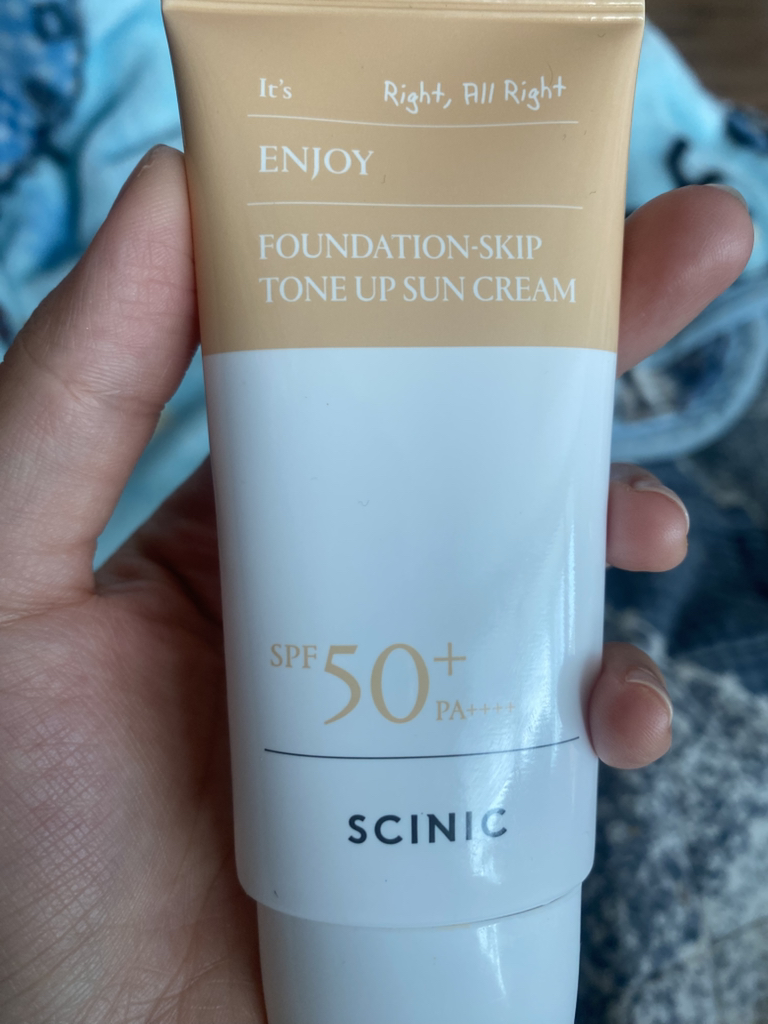 It's Right, All Right
ENJOY
FOUNDATION-SKIP
TONE UP SUN CREAM
SPF 50+
PA++++
SCINIC